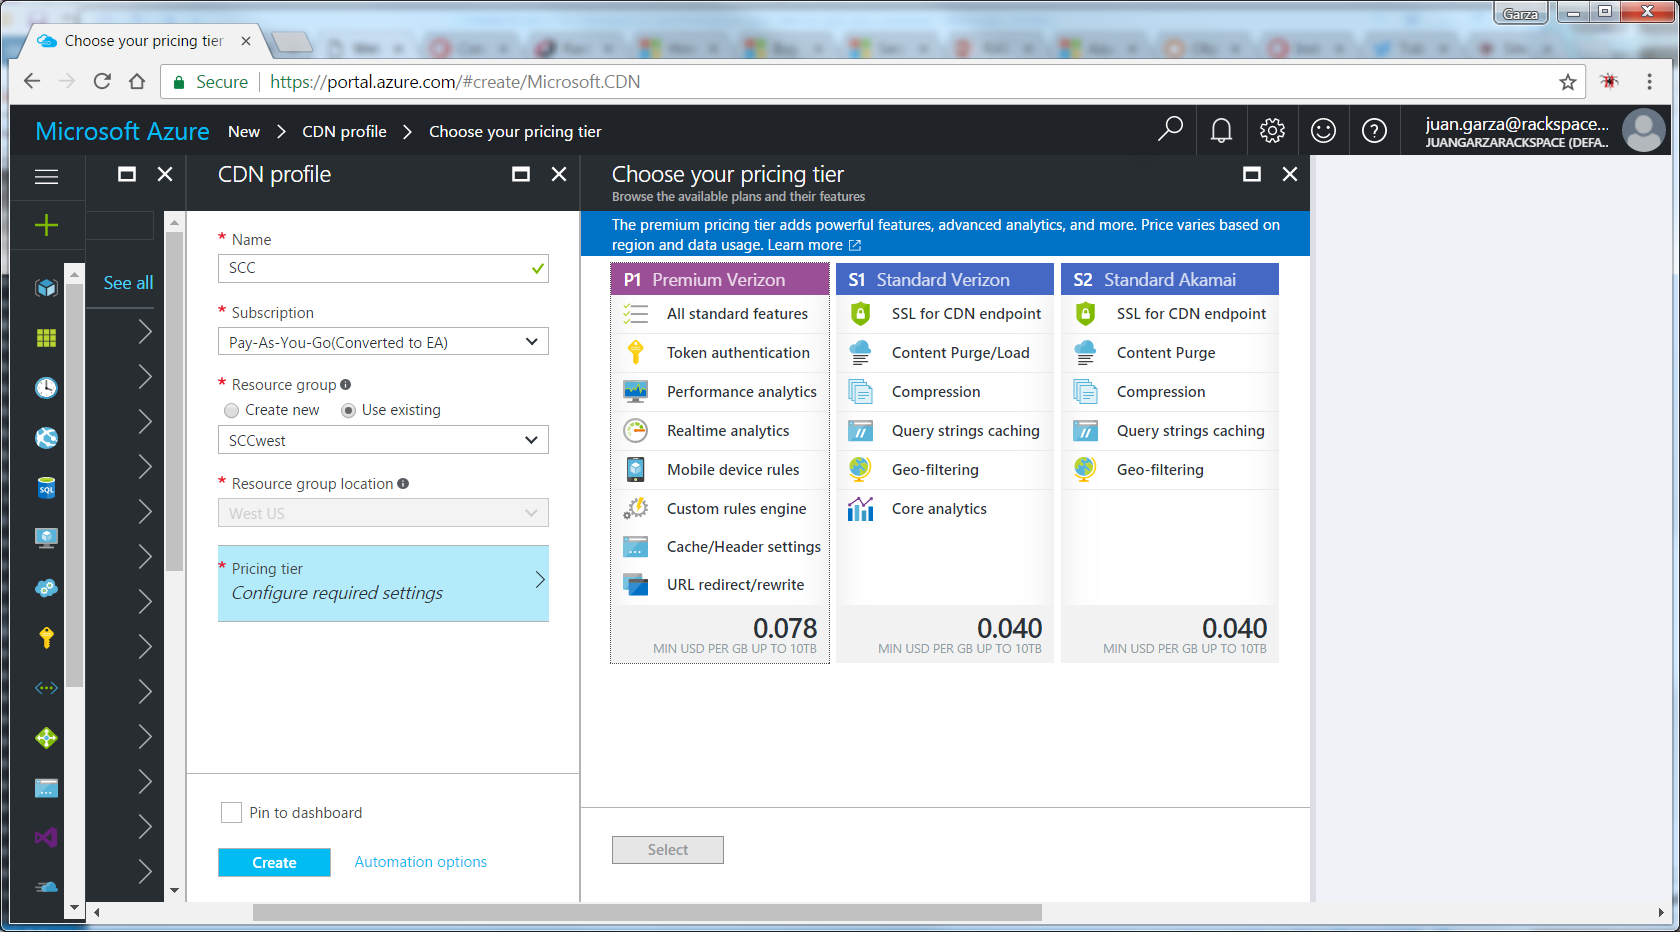 Garza
Choose your pricing tier
Secure https://portal.azure.com/#create/Microsoft.CDN
Microsoft Azure New CDN profile Choose your pricing tier
juan.garza@rackspace...
JUANGARZARACKSPACE (DEFA..
See all
CDN profile
* Name
SCC
* Subscription
Pay-As-You-Go(Converted to EA)
* Resource group
Create new Use existing
SCCwest
* Resource group location
West US
* Pricing tier
Configure required settings
Pin to dashboard
Create Automation options
Choose your pricing tier
Browse the available plans and their features
The premium pricing tier adds powerful features, advanced analytics, and more. Price varies based on
region and data usage. Learn more
P1 Premium Verizon
All standard features
Token authentication
Performance analytics
Realtime analytics
Mobile device rules
Custom rules engine
Cache/Header settings
URL redirect/rewrite
0.078
MIN USD PER GB UP TO 10TB
S1 Standard Verizon
SSL for CDN endpoint
Content Purge/Load
Compression
Query strings caching
Geo-filtering
Core analytics
0.040
MIN USD PER GB UP TO 10TB
S2 Standard Akamai
SSL for CDN endpoint
Content Purge
Compression
Query strings caching
Geo-filtering
0.040
MIN USD PER GB UP TO 10TB
Select
SQL